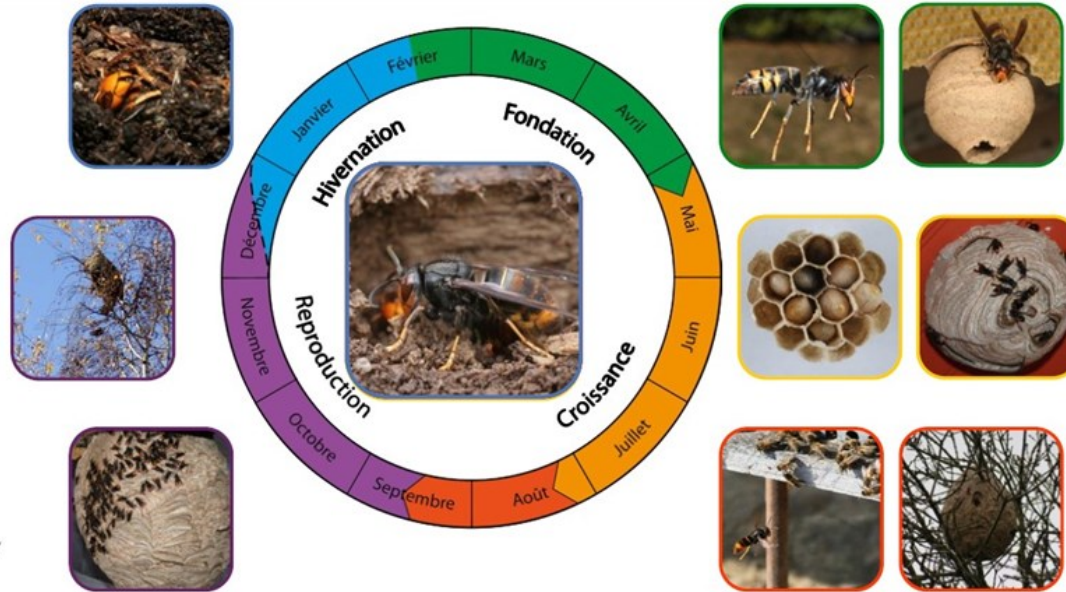 Janvier
Février
Mars
Avril
Mai
Juin
Juillet
Août
Septembre
Octobre
Novembre
Décembre
Hivernation
Fondation
Croissance
Reproduction